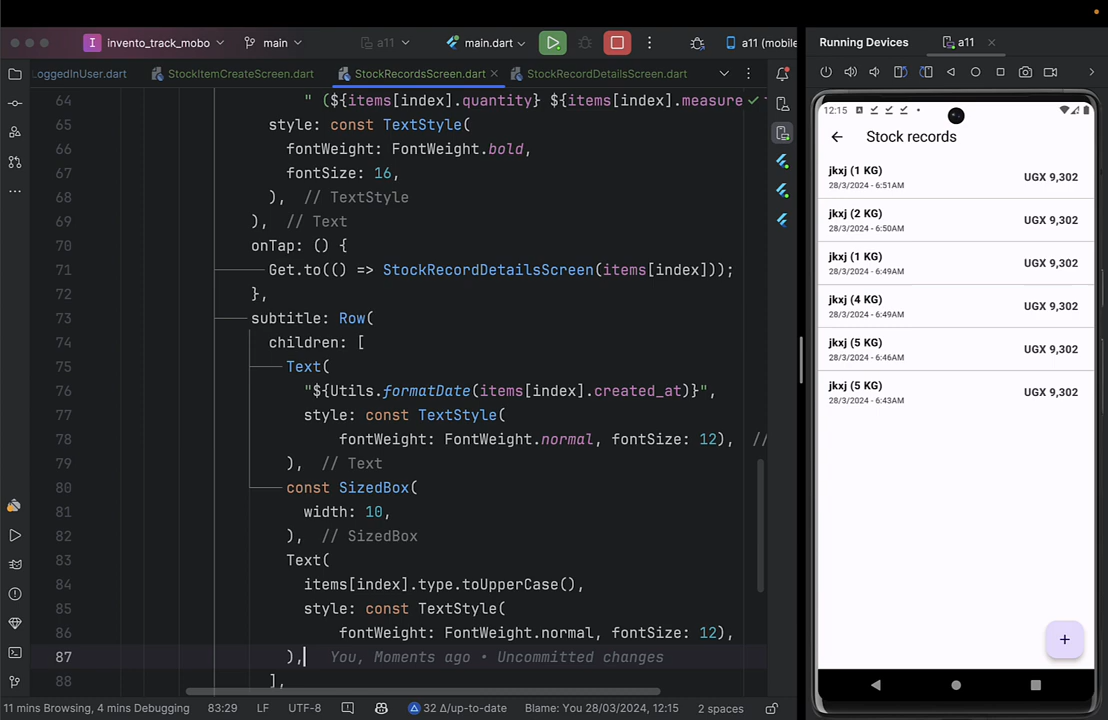 invento_track_mobo
main
a11
main.dart
a11 (mobile
Running Devices
a11
LoggedInUser.dart
StockItemCreateScreen.dart
StockRecordsScreen.dart
StockRecordDetailsScreen.dart
64 " (${items[index].quantity} ${items[index].measure
65 style: const TextStyle(
66 fontWeight: FontWeight.bold,
67 fontSize: 16,
68 ), // TextStyle
69 ), // Text
70 onTap: () {
71 Get.to(() => StockRecordDetailsScreen(items[index]));
72 },
73 subtitle: Row(
74 children: [
75 Text(
76 "${Utils.formatDate(items[index].created_at)}",
77 style: const TextStyle(
78 fontWeight: FontWeight.normal, fontSize: 12), //
79 ), // Text
80 const SizedBox(
81 width: 10,
82 ), // SizedBox
83 Text(
84 items[index].type.toUpperCase(),
85 style: const TextStyle(
86 fontWeight: FontWeight.normal, fontSize: 12),
87 ), You, Moments ago • Uncommitted changes
88 ],
11 mins Browsing, 4 mins Debugging
83:29
LF
UTF-8
32 Δ/up-to-date
Blame: You 28/03/2024, 12:15
2 spaces
12:15
Stock records
jkxj (1 KG)
28/3/2024 - 6:51AM
UGX 9,302
jkxj (2 KG)
28/3/2024 - 6:50AM
UGX 9,302
jkxj (1 KG)
28/3/2024 - 6:49AM
UGX 9,302
jkxj (4 KG)
28/3/2024 - 6:49AM
UGX 9,302
jkxj (5 KG)
28/3/2024 - 6:46AM
UGX 9,302
jkxj (5 KG)
28/3/2024 - 6:43AM
UGX 9,302